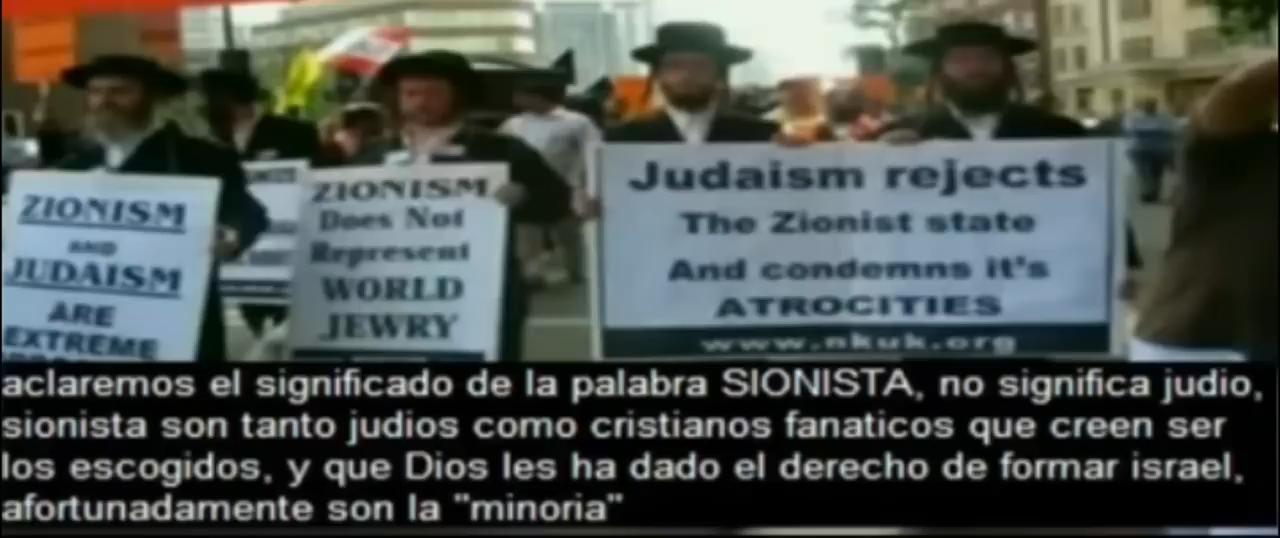 ZIONISM
AND
JUDAISM
ARE
EXTREME
ZIONISM
Does Not
Represent
WORLD
JEWRY
Judaism rejects
The Zionist state
And condemns it's
ATROCITIES
www.nkuk.org
aclaremos el significado de la palabra SIONISTA, no significa judio,
sionista son tanto judios como cristianos fanaticos que creen ser
los escogidos, y que Dios les ha dado el derecho de formar israel,
afortunadamente son la "minoria"